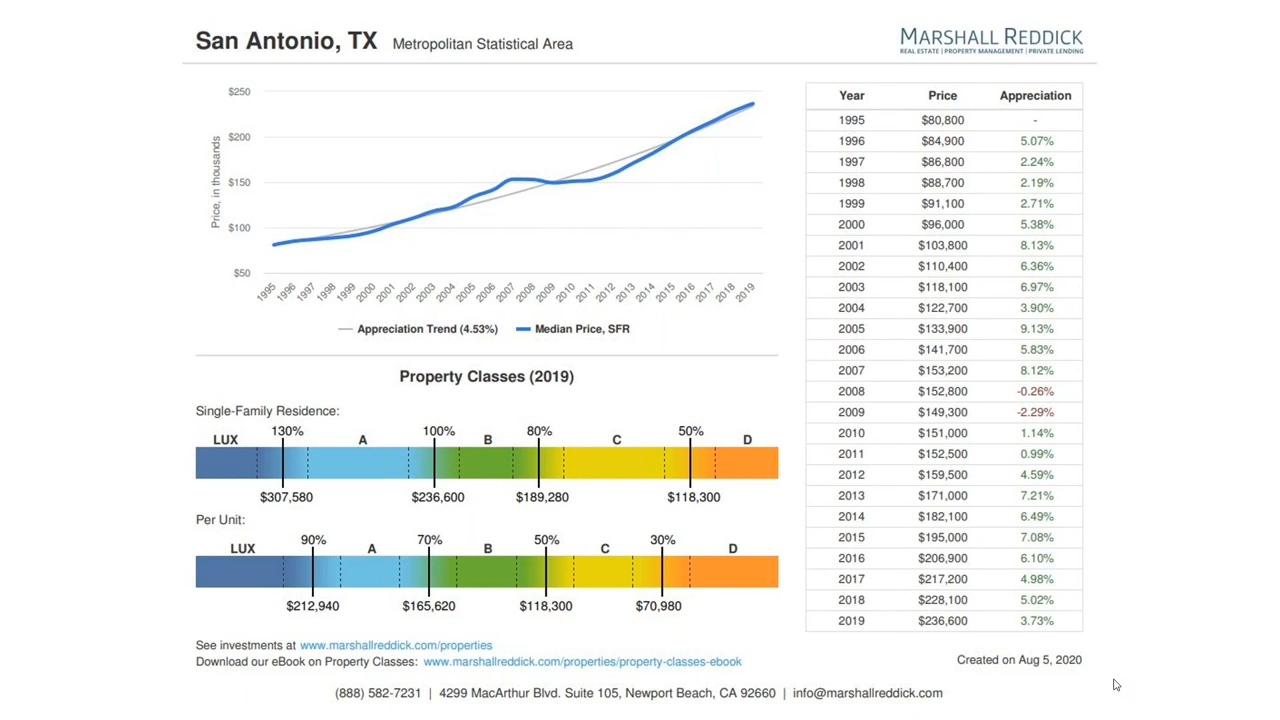 San Antonio, TX Metropolitan Statistical Area
MARSHALL REDDICK
REAL ESTATE | PROPERTY MANAGEMENT | PRIVATE LENDING
$250
$200
$150
$100
$50
Price, in thousands
1995 1996 1997 1998 1999 2000 2001 2002 2003 2004 2005 2006 2007 2008 2009 2010 2011 2012 2013 2014 2015 2016 2017 2018 2019
Appreciation Trend (4.53%) Median Price, SFR
Property Classes (2019)
Single-Family Residence:
130% 100% 80% 50%
LUX A B C D
$307,580 $236,600 $189,280 $118,300
Per Unit:
90% 70% 50% 30%
LUX A B C D
$212,940 $165,620 $118,300 $70,980
Year Price Appreciation
1995 $80,800 -
1996 $84,900 5.07%
1997 $86,800 2.24%
1998 $88,700 2.19%
1999 $91,100 2.71%
2000 $96,000 5.38%
2001 $103,800 8.13%
2002 $110,400 6.36%
2003 $118,100 6.97%
2004 $122,700 3.90%
2005 $133,900 9.13%
2006 $141,700 5.83%
2007 $153,200 8.12%
2008 $152,800 -0.26%
2009 $149,300 -2.29%
2010 $151,000 1.14%
2011 $152,500 0.99%
2012 $159,500 4.59%
2013 $171,000 7.21%
2014 $182,100 6.49%
2015 $195,000 7.08%
2016 $206,900 6.10%
2017 $217,200 4.98%
2018 $228,100 5.02%
2019 $236,600 3.73%
See investments at www.marshallreddick.com/properties
Download our eBook on Property Classes: www.marshallreddick.com/properties/property-classes-ebook
Created on Aug 5, 2020
(888) 582-7231 | 4299 MacArthur Blvd. Suite 105, Newport Beach, CA 92660 | info@marshallreddick.com